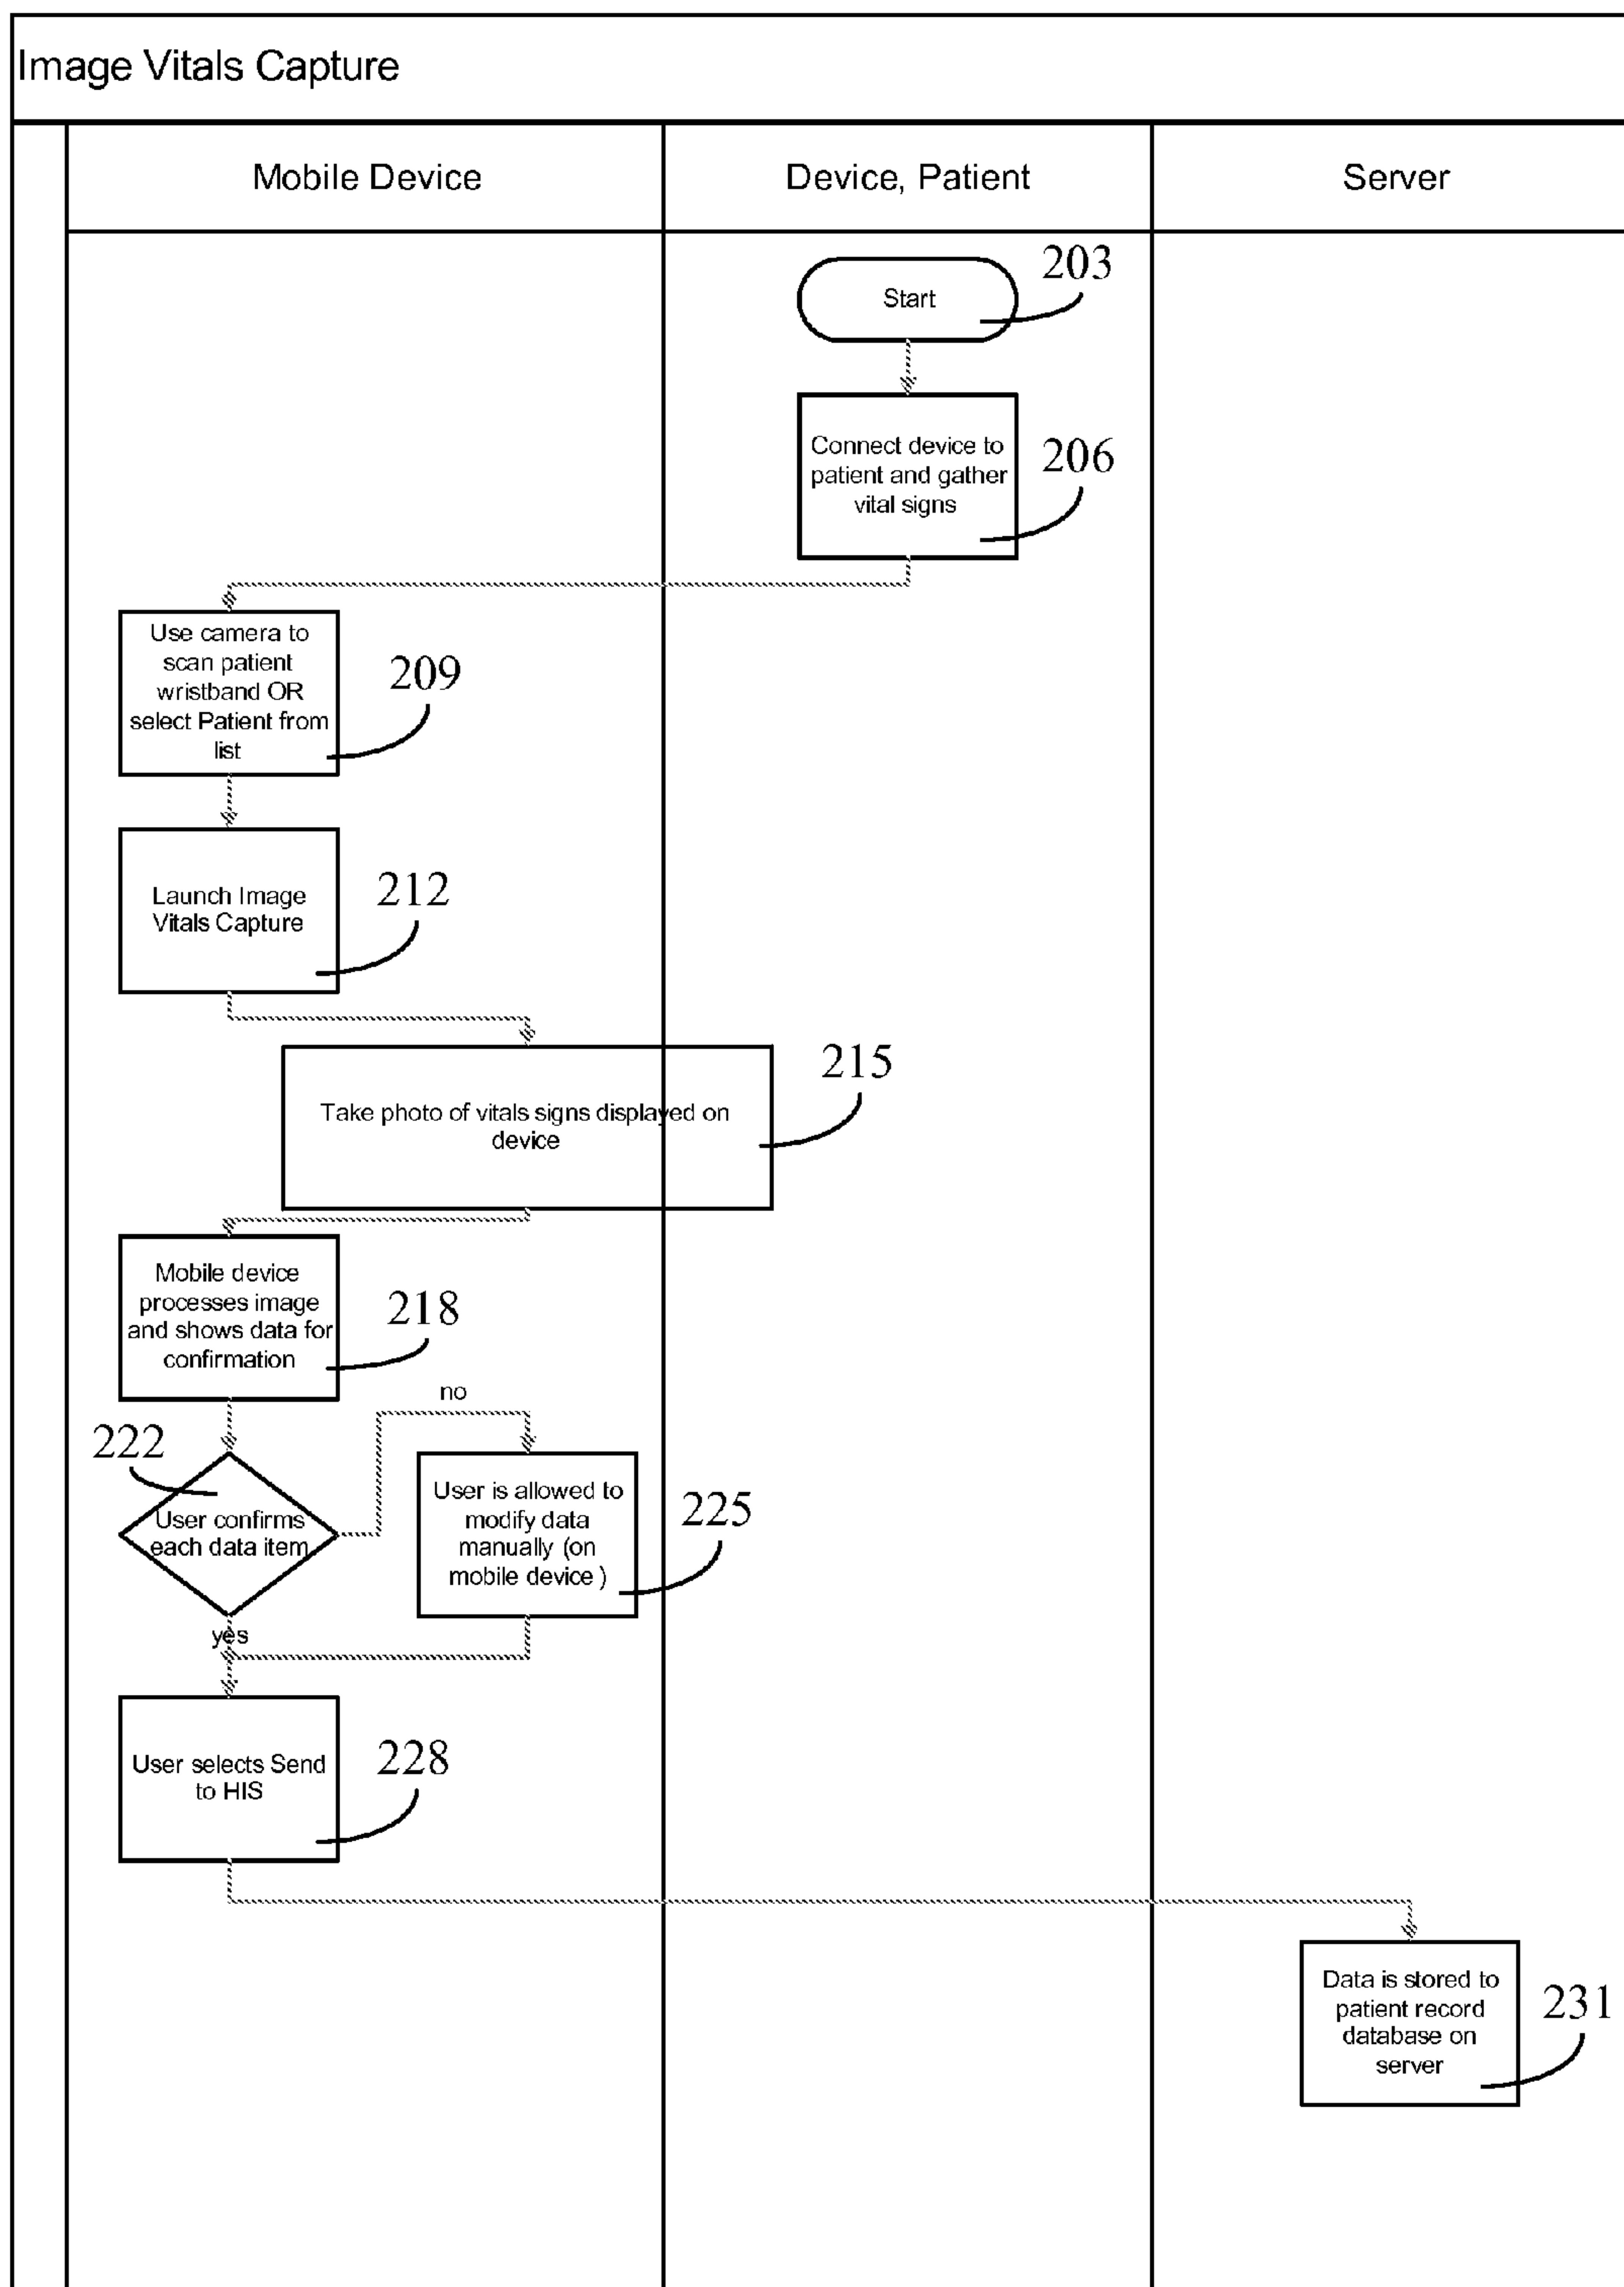 Image Vitals Capture
Mobile Device
Device, Patient
Server
Start
203
Connect device to
patient and gather
vital signs
206
Use camera to
scan patient
wristband OR
select Patient from
list
209
Launch Image
Vitals Capture
212
Take photo of vitals signs displayed on
device
215
Mobile device
processes image
and shows data for
confirmation
218
no
222
User confirms
each data item
User is allowed to
modify data
manually (on
mobile device )
225
yes
User selects Send
to HIS
228
Data is stored to
patient record
database on
server
231